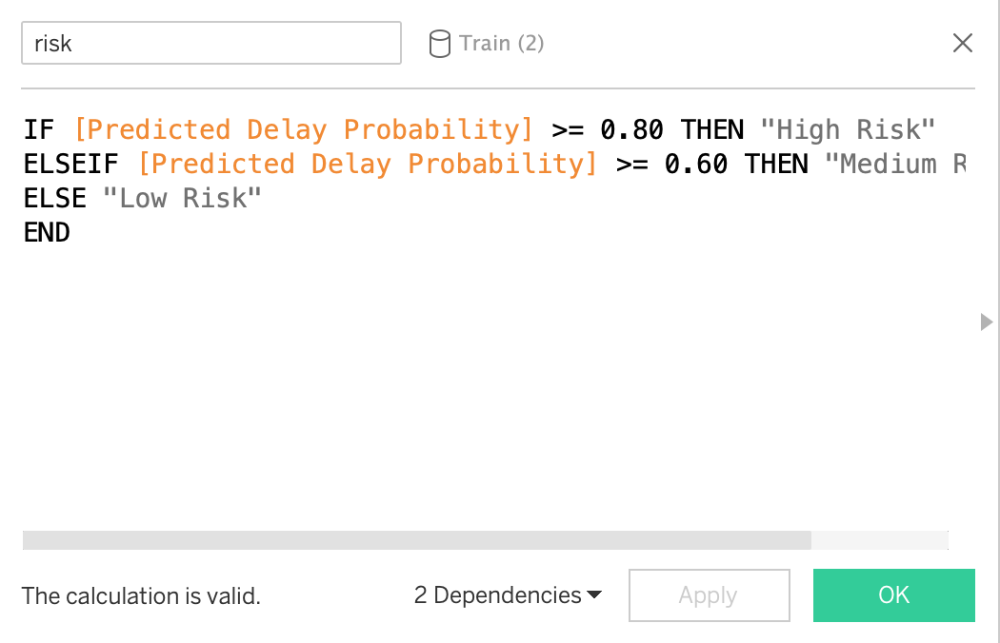 risk
Train (2)
IF [Predicted Delay Probability] >= 0.80 THEN "High Risk"
ELSEIF [Predicted Delay Probability] >= 0.60 THEN "Medium
ELSE "Low Risk"
END
The calculation is valid.
2 Dependencies
Apply
OK